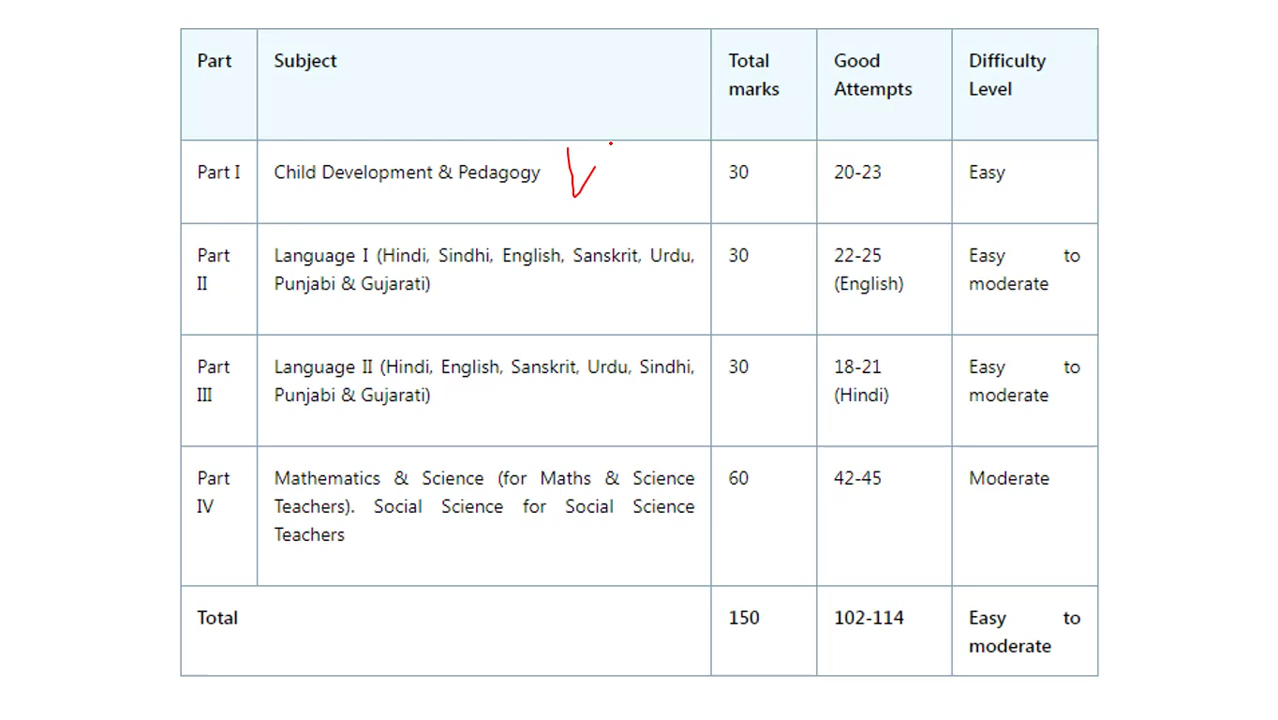 Part Subject Total Good Difficulty
marks Attempts Level
Part I Child Development & Pedagogy 30 20-23 Easy
Part Language I (Hindi, Sindhi, English, Sanskrit, Urdu, 30 22-25 Easy to
II Punjabi & Gujarati) (English) moderate
Part Language II (Hindi, English, Sanskrit, Urdu, Sindhi, 30 18-21 Easy to
III Punjabi & Gujarati) (Hindi) moderate
Part Mathematics & Science (for Maths & Science 60 42-45 Moderate
IV Teachers). Social Science for Social Science
Teachers
Total 150 102-114 Easy to
moderate